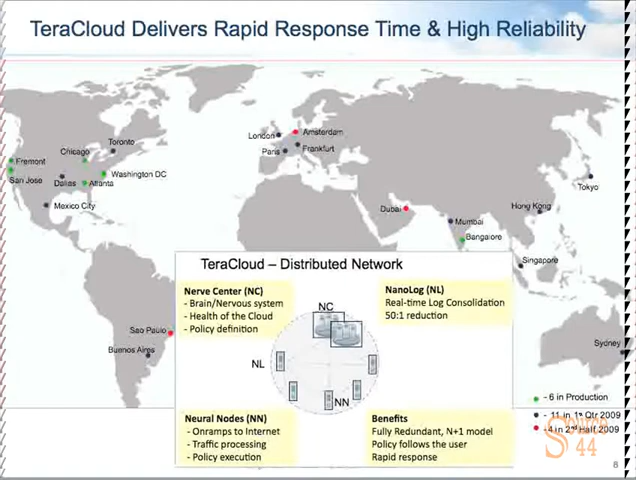 TeraCloud Delivers Rapid Response Time & High Reliability
Toronto
Chicago
Fremont
San Jose
Dallas
Atlanta
Washington DC
Mexico City
London
Amsterdam
Paris
Frankfurt
Dubai
Mumbai
Bangalore
Hong Kong
Tokyo
Singapore
Sao Paulo
Buenos Aires
Sydney
TeraCloud – Distributed Network
Nerve Center (NC)
- Brain/Nervous system
- Health of the Cloud
- Policy definition
NanoLog (NL)
Real-time Log Consolidation
50:1 reduction
NC
NL
NN
Neural Nodes (NN)
- Onramps to Internet
- Traffic processing
- Policy execution
Benefits
Fully Redundant, N+1 model
Policy follows the user
Rapid response
- 6 in Production
- 11 in 1st Qtr 2009
- 4 in 2nd Half 2009
Source
44
8